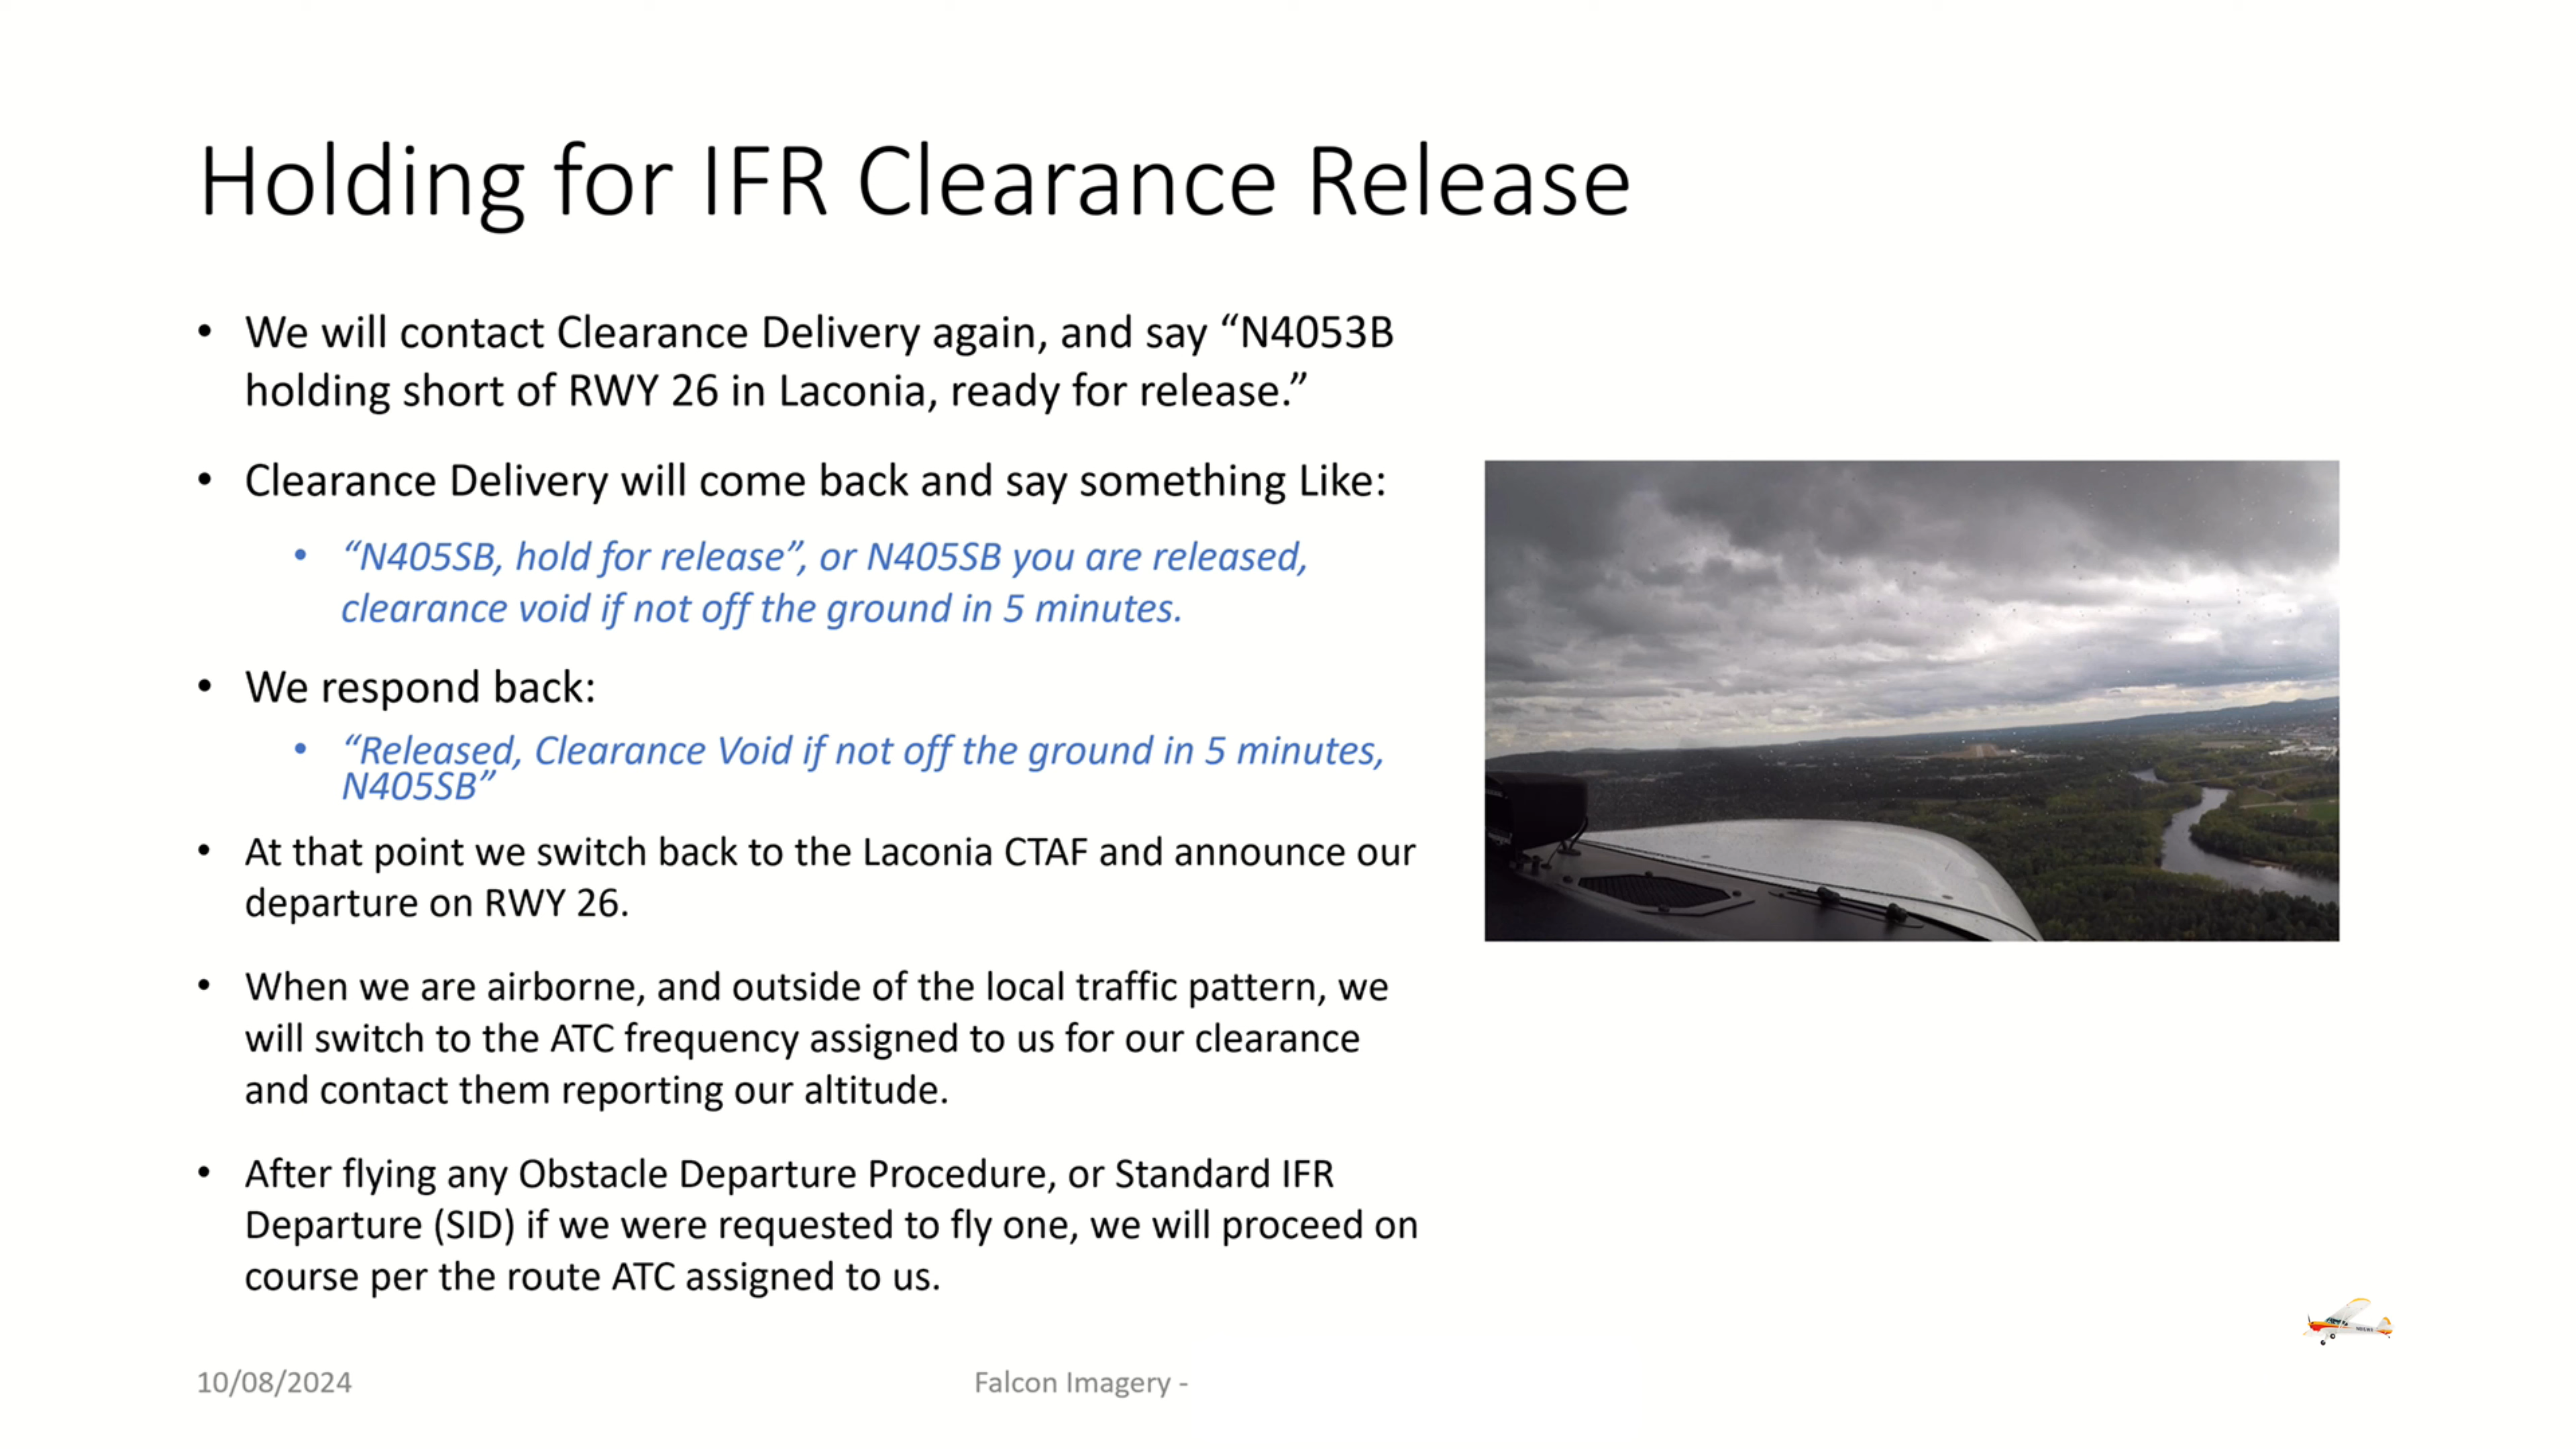 Holding for IFR Clearance Release
• We will contact Clearance Delivery again, and say “N4053B
holding short of RWY 26 in Laconia, ready for release.”
• Clearance Delivery will come back and say something Like:
• “N405SB, hold for release”, or N405SB you are released,
clearance void if not off the ground in 5 minutes.
• We respond back:
• “Released, Clearance Void if not off the ground in 5 minutes,
N405SB”
• At that point we switch back to the Laconia CTAF and announce our
departure on RWY 26.
• When we are airborne, and outside of the local traffic pattern, we
will switch to the ATC frequency assigned to us for our clearance
and contact them reporting our altitude.
• After flying any Obstacle Departure Procedure, or Standard IFR
Departure (SID) if we were requested to fly one, we will proceed on
course per the route ATC assigned to us.
10/08/2024
Falcon Imagery -